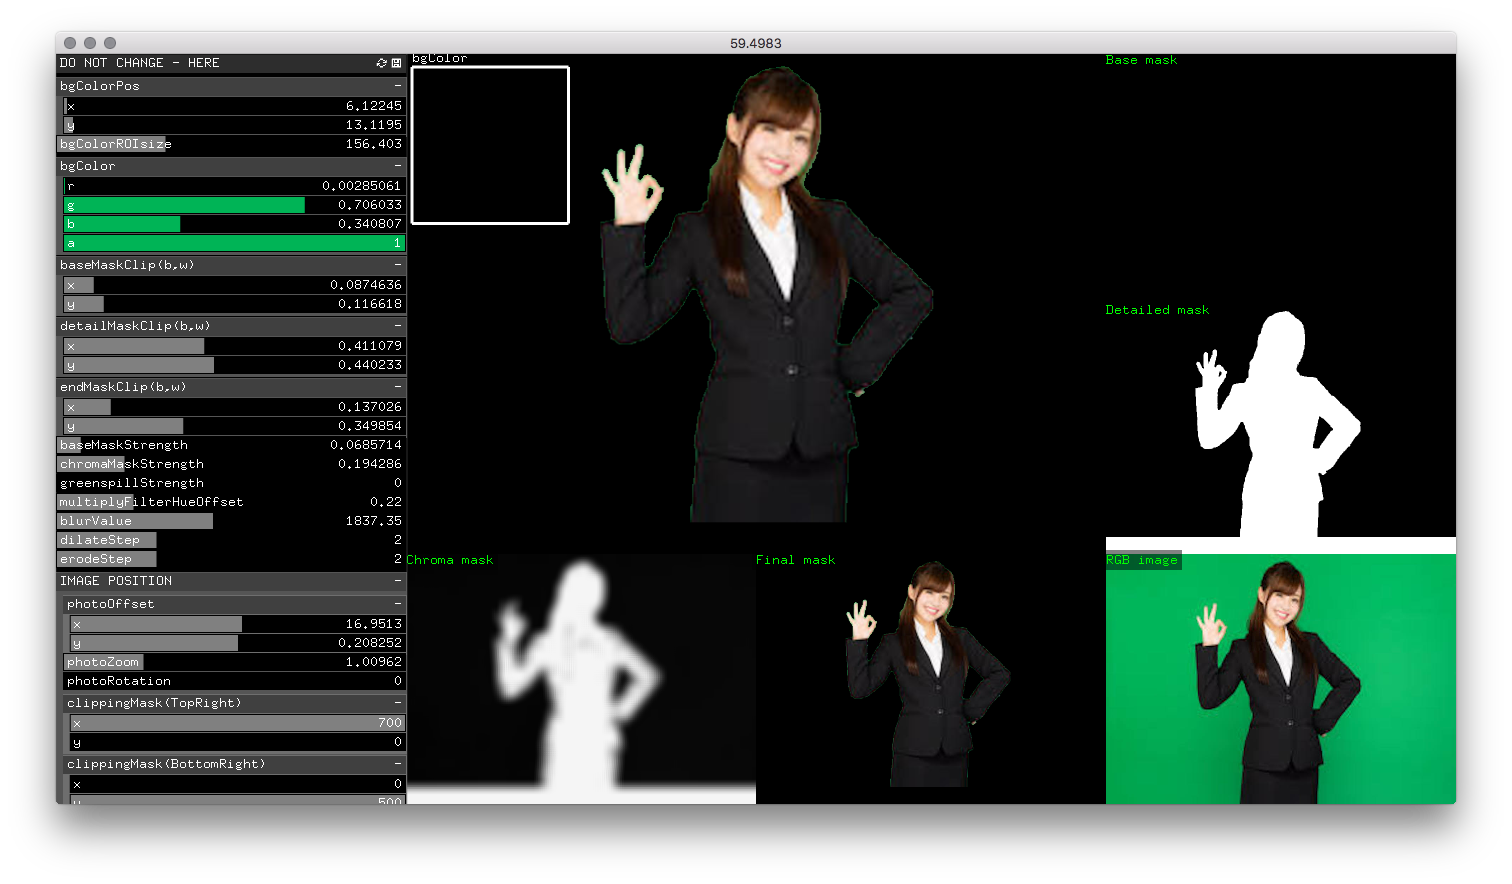 59.4983
DO NOT CHANGE - HERE
bgColorPos -
x 6.12245
y 13.1195
bgColorROIsize 156.403
bgColor -
r 0.00285061
g 0.706033
b 0.340807
a 1
baseMaskClip(b,w) -
x 0.0874636
y 0.116618
detailMaskClip(b,w) -
x 0.411079
y 0.440233
endMaskClip(b,w) -
x 0.137026
y 0.349854
baseMaskStrength 0.0685714
chromaMaskStrength 0.194286
greenspillStrength 0
multiplyFilterHueOffset 0.22
blurValue 1837.35
dilateStep 2
erodeStep 2
IMAGE POSITION -
photoOffset -
x 16.9513
y 0.208252
photoZoom 1.00962
photoRotation 0
clippingMask(TopRight) -
x 700
y 0
clippingMask(BottomRight) -
x 0
y 500
bgColor
Base mask
Detailed mask
Chroma mask
Final mask
RGB image